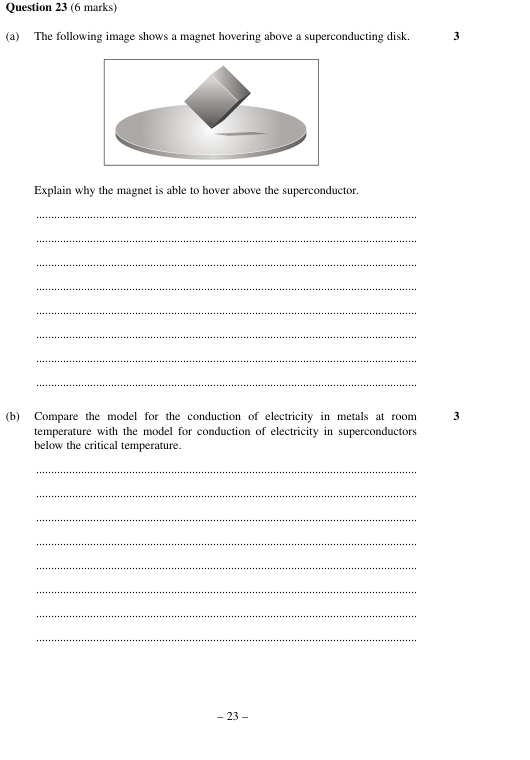 Question 23 (6 marks)
(a) The following image shows a magnet hovering above a superconducting disk. 3
Explain why the magnet is able to hover above the superconductor.
(b) Compare the model for the conduction of electricity in metals at room 3
temperature with the model for conduction of electricity in superconductors
below the critical temperature.
– 23 –